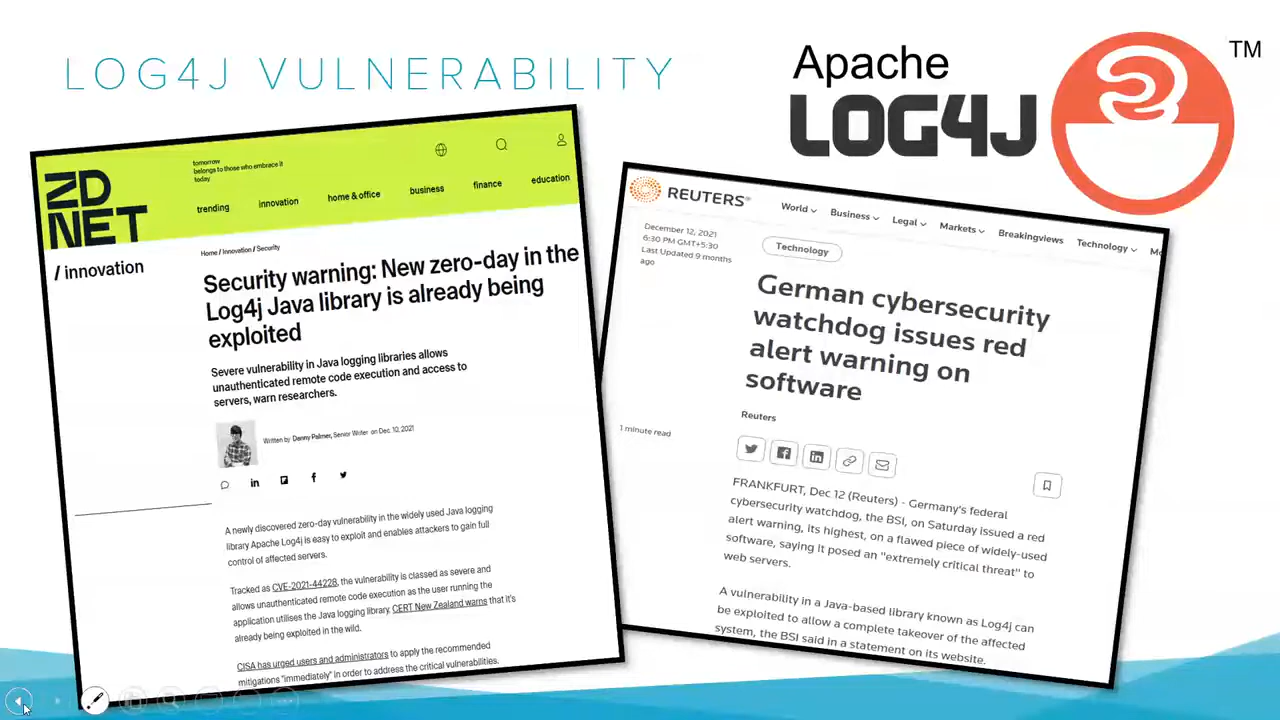 LOG4J VULNERABILITY
Apache
LOG4J
TM
ZD
NET
tomorrow
belongs to those who embrace it
today
trending innovation home & office business finance education
/ innovation
Home / Innovation / Security
Security warning: New zero-day in the
Log4j Java library is already being
exploited
Severe vulnerability in Java logging libraries allows
unauthenticated remote code execution and access to
servers, warn researchers.
Written by Danny Palmer, Senior Writer on Dec 10, 2021
A newly discovered zero-day vulnerability in the widely used Java logging
library Apache Log4j is easy to exploit and enables attackers to gain full
control of affected servers.
Tracked as CVE-2021-44228, the vulnerability is classed as severe and
allows unauthenticated remote code execution as the user running the
application utilises the Java logging library. CERT New Zealand warns that it's
already being exploited in the wild.
CISA has urged users and administrators to apply the recommended
mitigations "immediately" in order to address the critical vulnerabilities.
REUTERS®
World Business Legal Markets Breakingviews Technology Mo
December 12, 2021
6:30 PM GMT+5:30
Last Updated 9 months
ago
Technology
German cybersecurity
watchdog issues red
alert warning on
software
Reuters
1 minute read
FRANKFURT, Dec 12 (Reuters) - Germany's federal
cybersecurity watchdog, the BSI, on Saturday issued a red
alert warning, its highest, on a flawed piece of widely-used
software, saying it posed an "extremely critical threat" to
web servers.
A vulnerability in a Java-based library known as Log4j can
be exploited to allow a complete takeover of the affected
system, the BSI said in a statement on its website.